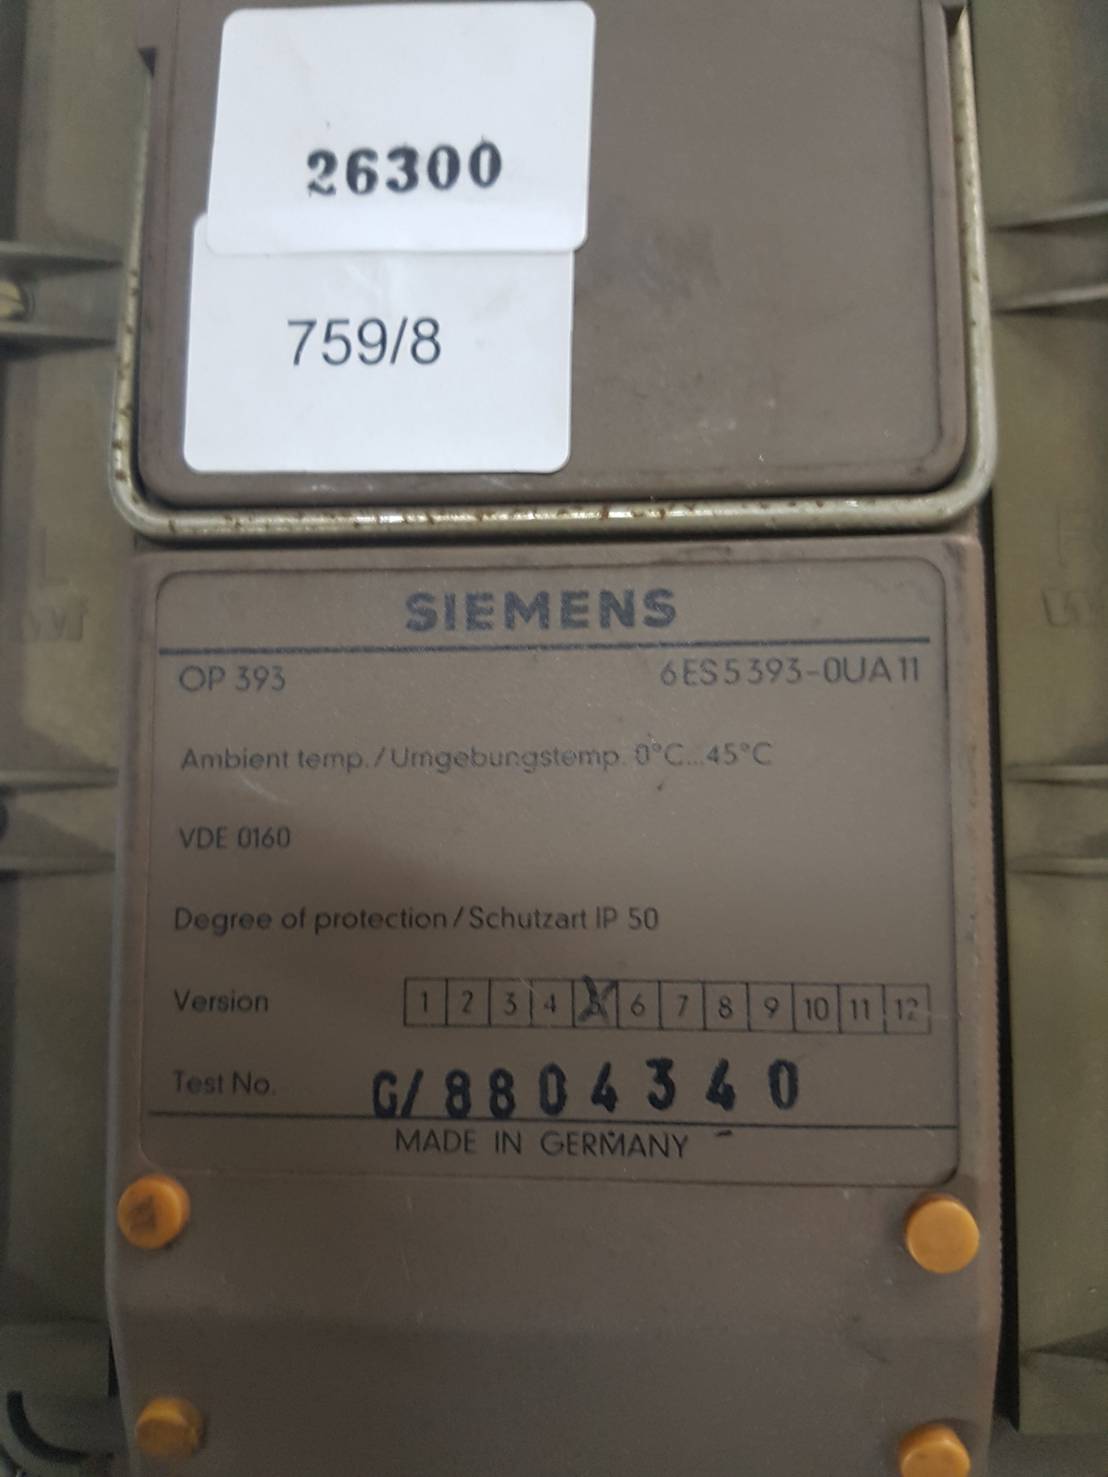 26300
759/8
SIEMENS
OP 393 6ES5 393-0UA11
Ambient temp./Umgebungstemp. 0°C...45°C
VDE 0160
Degree of protection/Schutzart IP 50
Version 1 2 3 4 5 6 7 8 9 10 11 12
Test No. G/8804340
MADE IN GERMANY